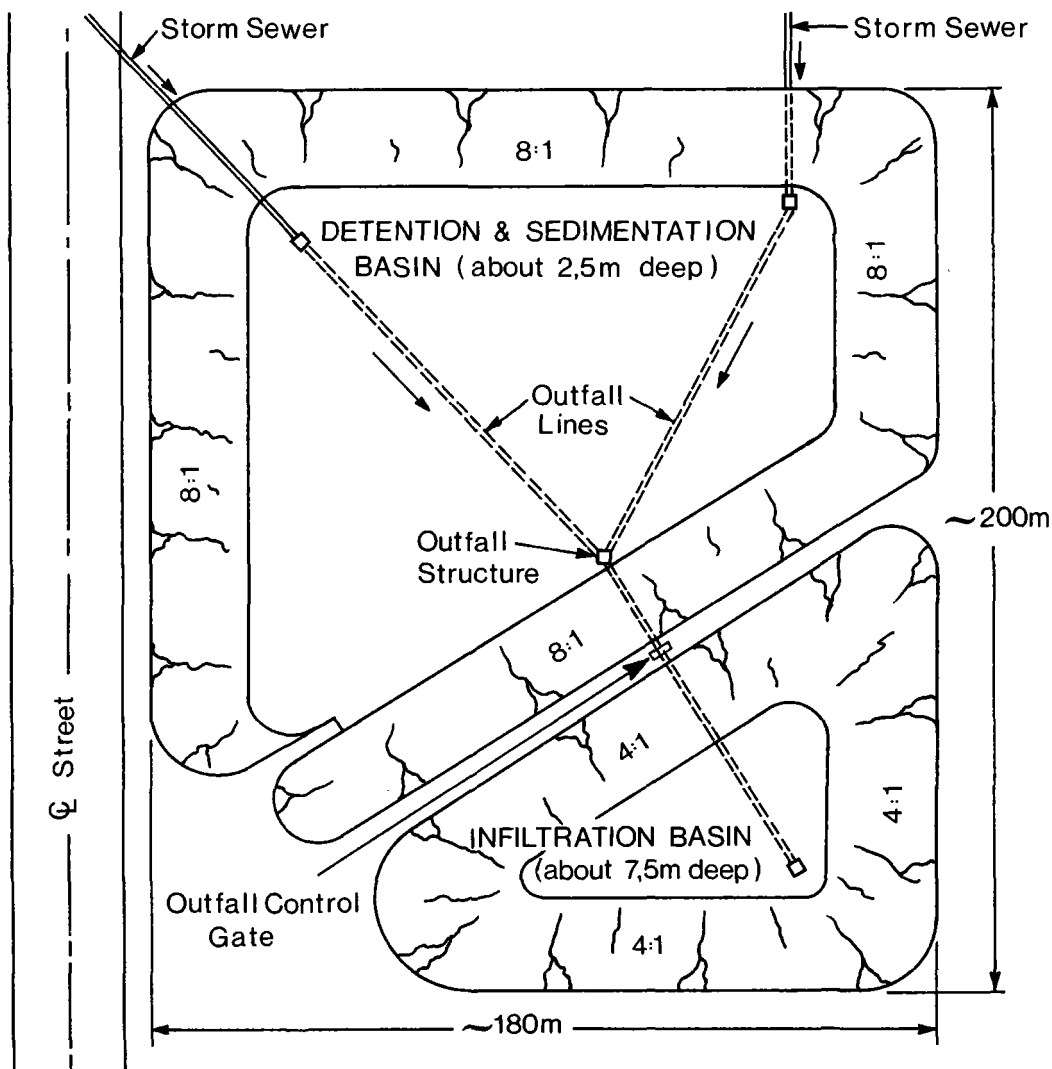 Storm Sewer
Storm Sewer
8:1
DETENTION & SEDIMENTATION
BASIN (about 2,5m deep)
8:1
Outfall
Lines
8:1
~200m
Outfall
Structure
8:1
4:1
4:1
℄ Street
INFILTRATION BASIN
(about 7,5m deep)
Outfall Control
Gate
4:1
~180m